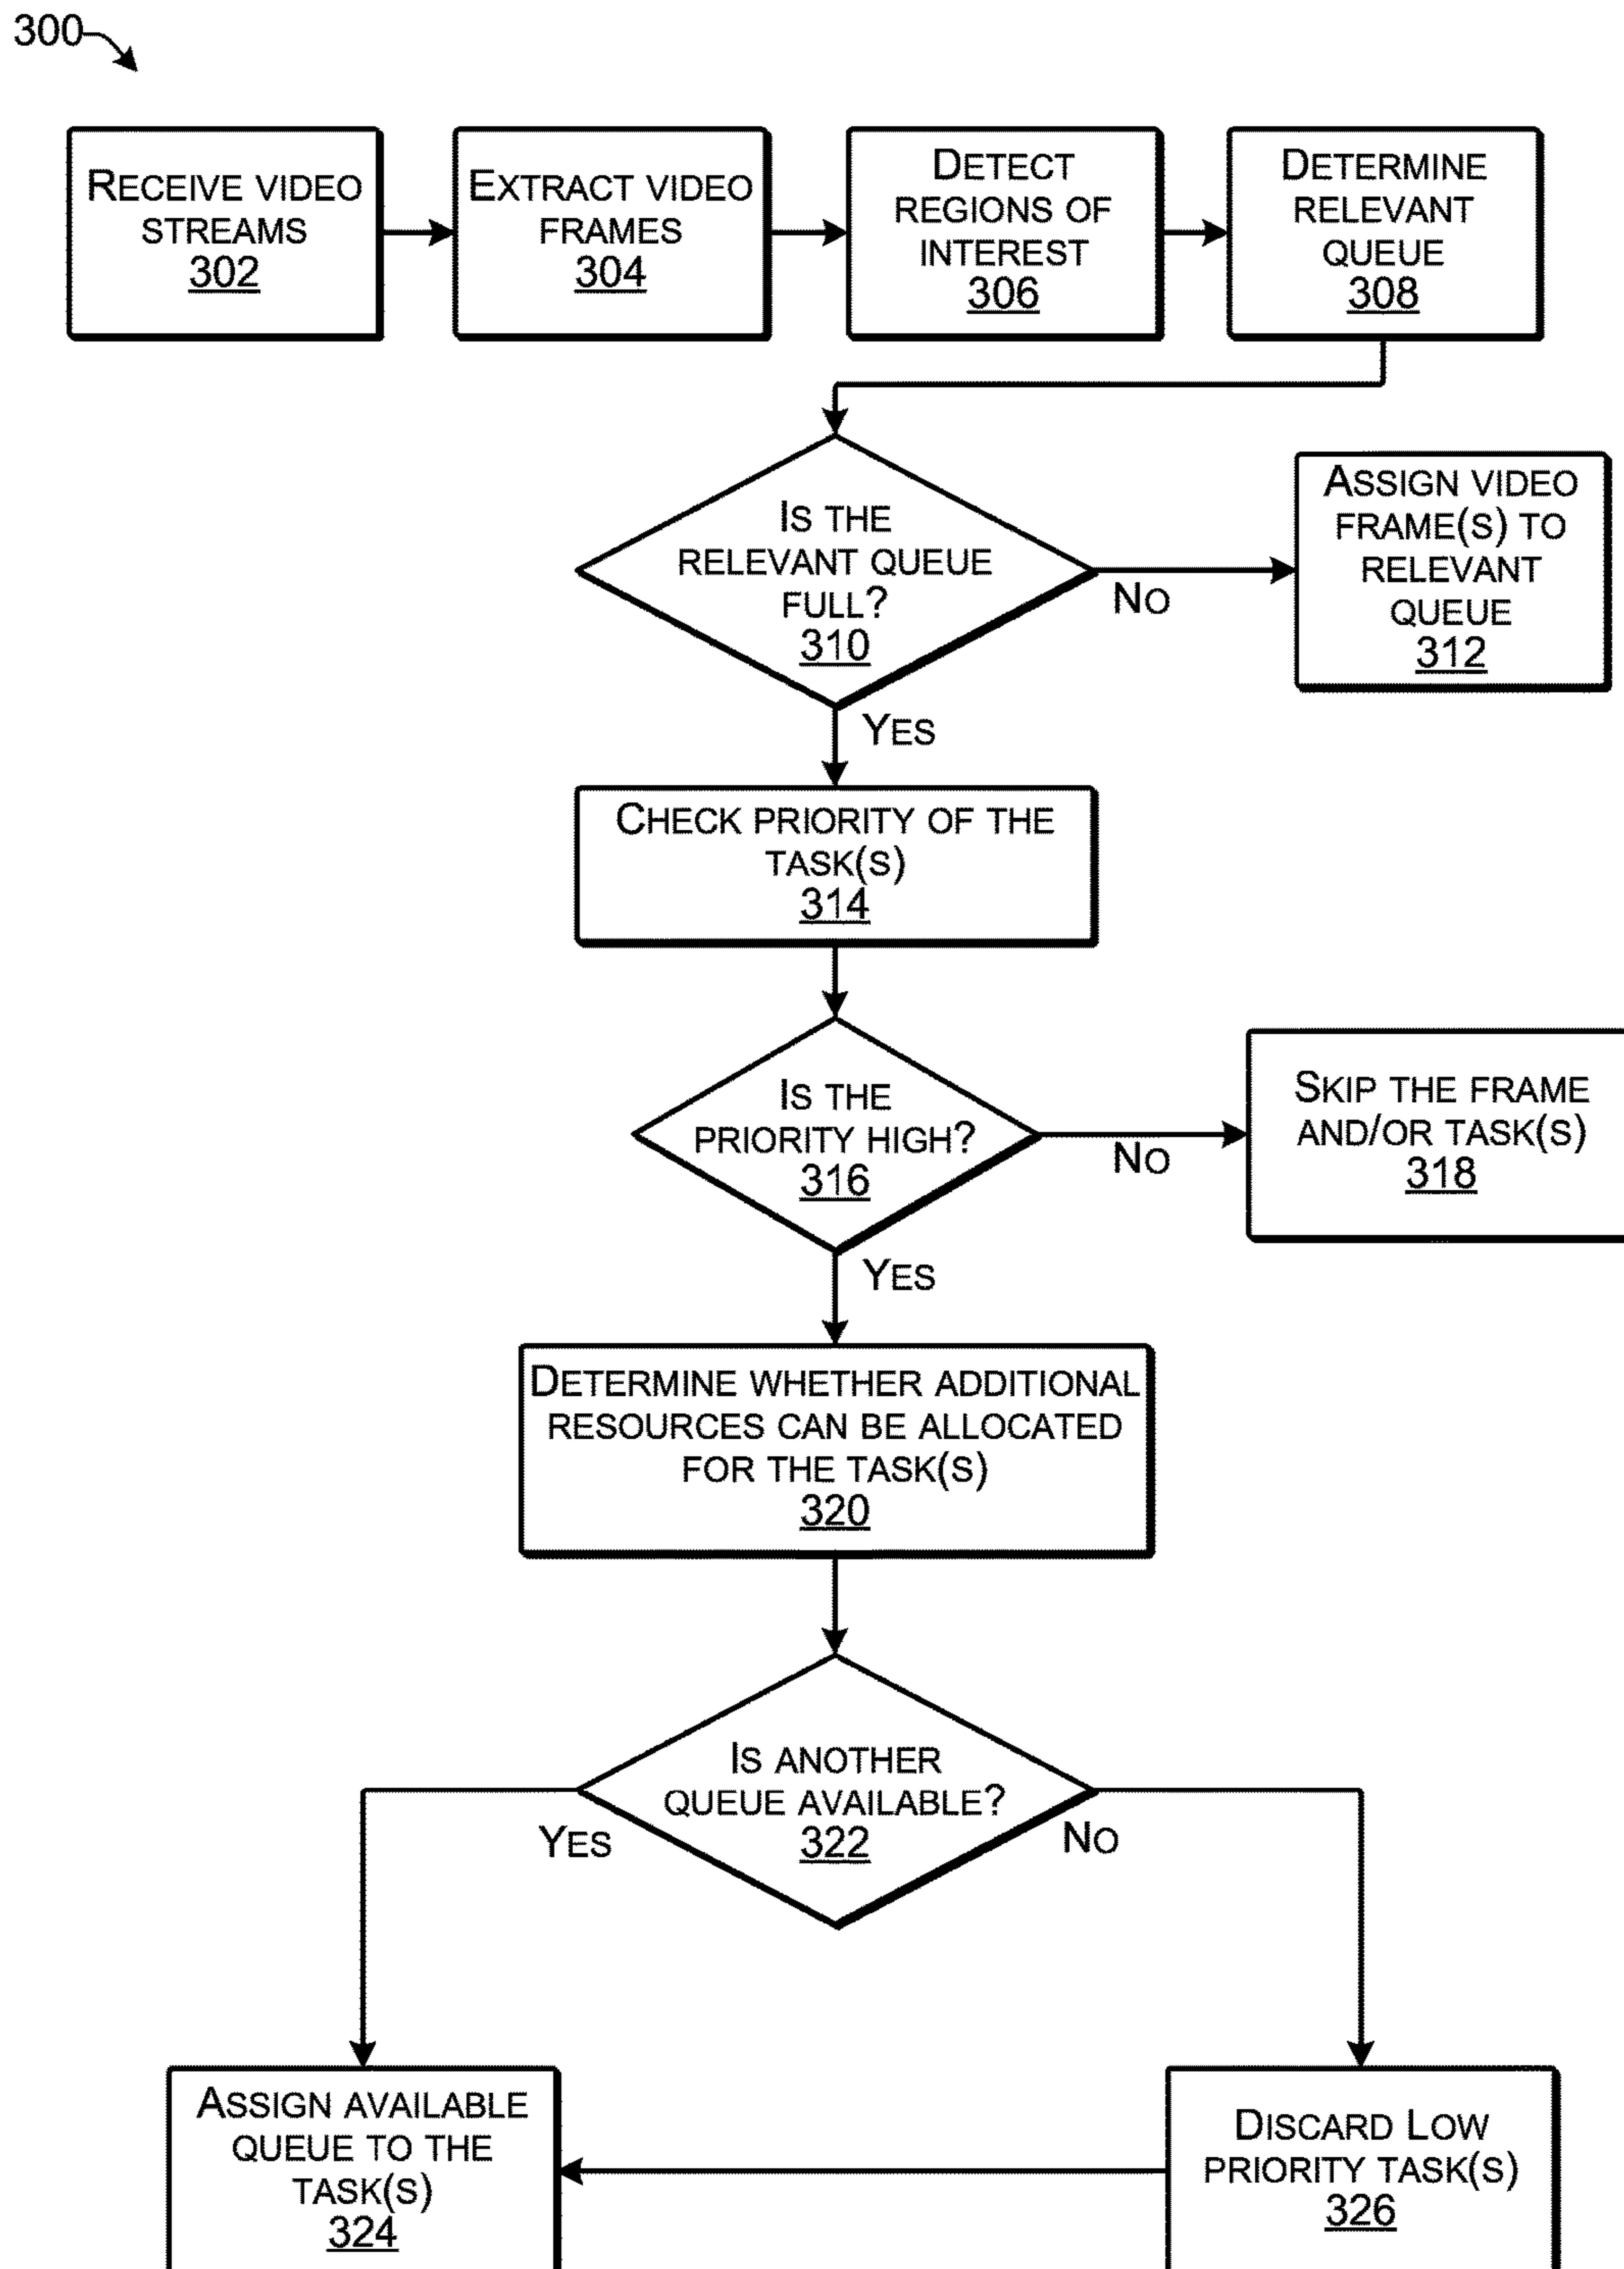 300
RECEIVE VIDEO
STREAMS
302
EXTRACT VIDEO
FRAMES
304
DETECT
REGIONS OF
INTEREST
306
DETERMINE
RELEVANT
QUEUE
308
IS THE
RELEVANT QUEUE
FULL?
310
NO
ASSIGN VIDEO
FRAME(S) TO
RELEVANT
QUEUE
312
YES
CHECK PRIORITY OF THE
TASK(S)
314
IS THE
PRIORITY HIGH?
316
NO
SKIP THE FRAME
AND/OR TASK(S)
318
YES
DETERMINE WHETHER ADDITIONAL
RESOURCES CAN BE ALLOCATED
FOR THE TASK(S)
320
IS ANOTHER
QUEUE AVAILABLE?
322
YES
NO
ASSIGN AVAILABLE
QUEUE TO THE
TASK(S)
324
DISCARD LOW
PRIORITY TASK(S)
326